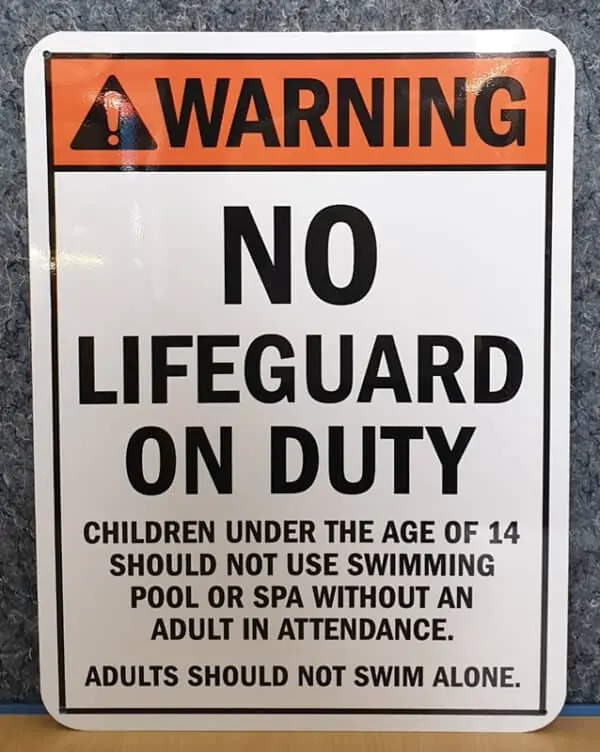 WARNING
NO
LIFEGUARD
ON DUTY
CHILDREN UNDER THE AGE OF 14
SHOULD NOT USE SWIMMING
POOL OR SPA WITHOUT AN
ADULT IN ATTENDANCE.
ADULTS SHOULD NOT SWIM ALONE.